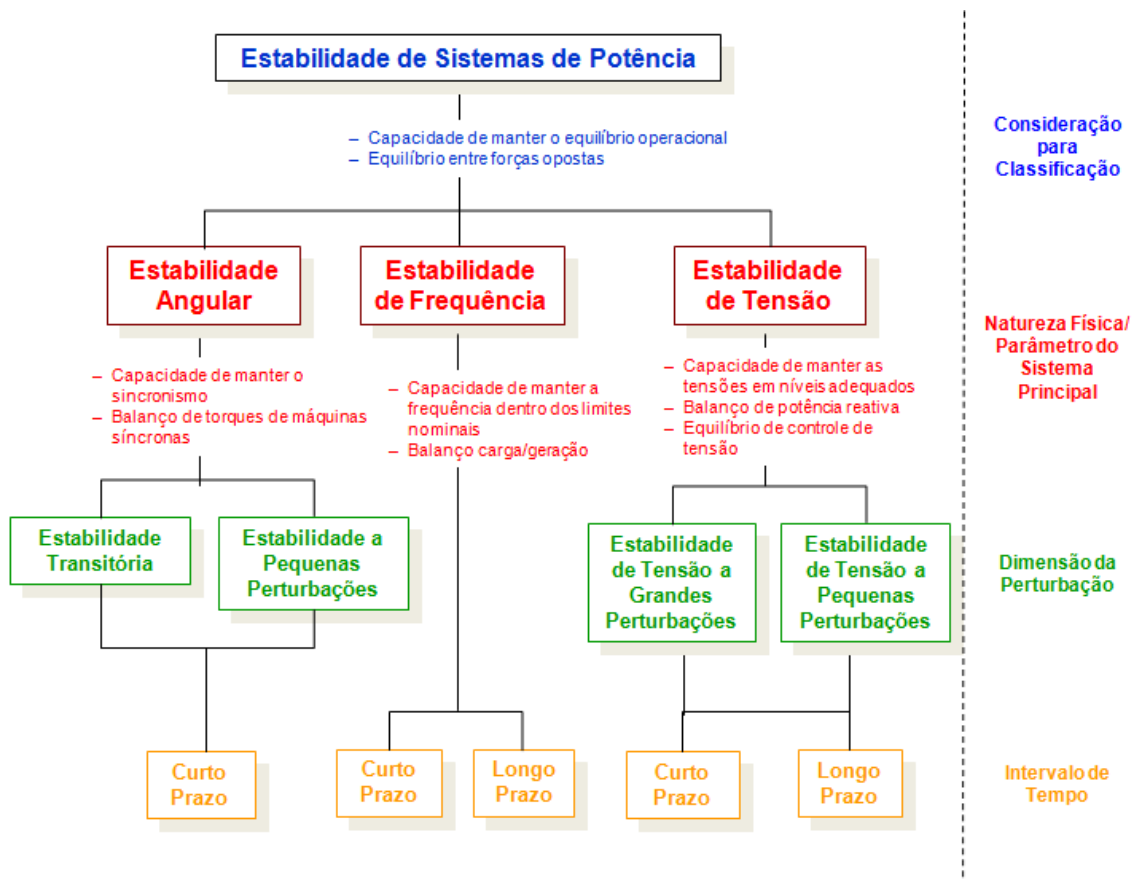 Estabilidade de Sistemas de Potência
– Capacidade de manter o equilíbrio operacional
– Equilíbrio entre forças opostas
Consideração
para
Classificação
Estabilidade
Angular
Estabilidade
de Frequência
Estabilidade
de Tensão
– Capacidade de manter o
sincronismo
– Balanço de torques de máquinas
síncronas
– Capacidade de manter a
frequência dentro dos limites
nominais
– Balanço carga/geração
– Capacidade de manter as
tensões em níveis adequados
– Balanço de potência reativa
– Equilíbrio de controle de
tensão
Natureza Física/
Parâmetro do
Sistema
Principal
Estabilidade
Transitória
Estabilidade a
Pequenas
Perturbações
Estabilidade
de Tensão a
Grandes
Perturbações
Estabilidade
de Tensão a
Pequenas
Perturbações
Dimensão da
Perturbação
Curto
Prazo
Curto
Prazo
Longo
Prazo
Curto
Prazo
Longo
Prazo
Intervalo de
Tempo